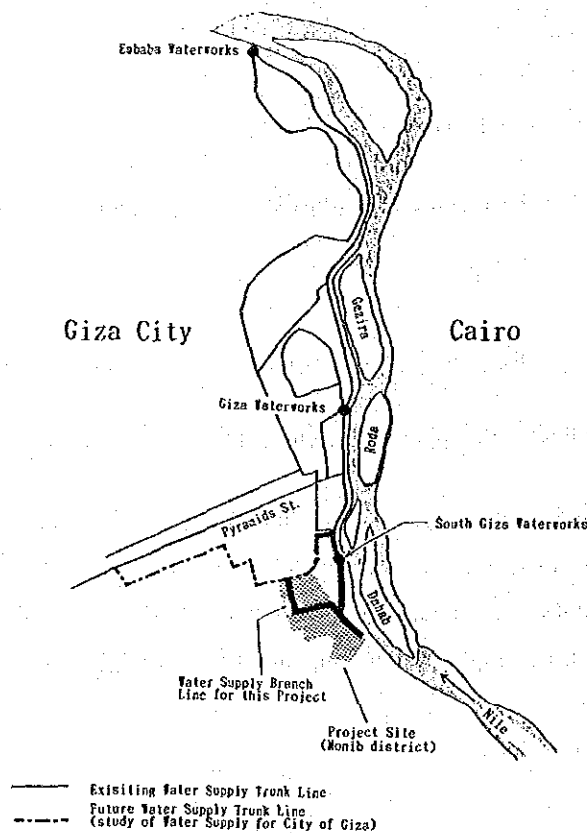 Embaba Waterworks
Giza City
Gezira
Cairo
Giza Waterworks
Roda
Pyramids St.
South Giza Waterworks
Dahab
Water Supply Branch
Line for this Project
Nile
Project Site
(Monib district)
Exisiting Water Supply Trunk Line
Future Water Supply Trunk Line
(study of Water Supply for City of Giza)